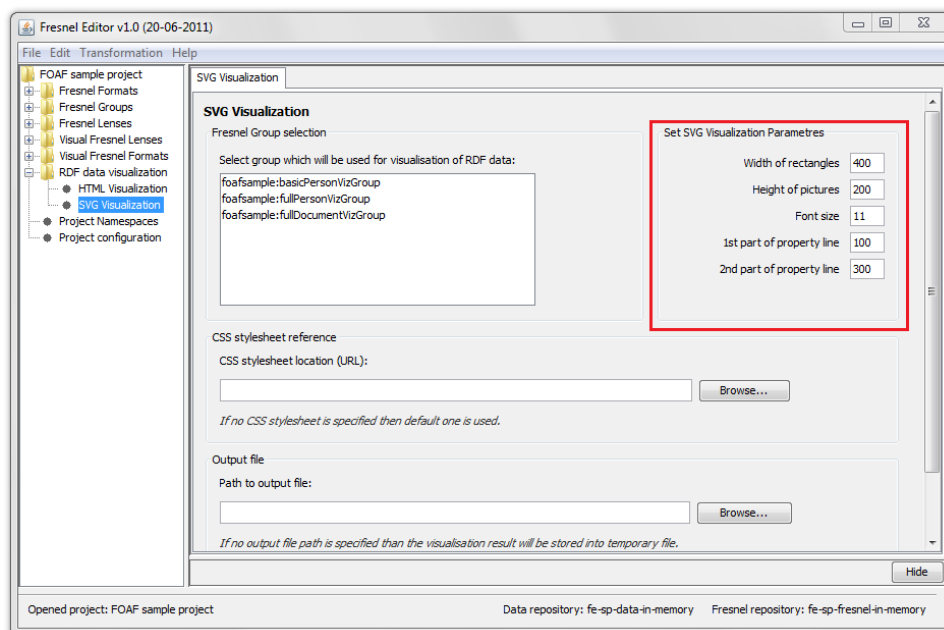 Fresnel Editor v1.0 (20-06-2011)
File Edit Transformation Help
FOAF sample project
Fresnel Formats
Fresnel Groups
Fresnel Lenses
Visual Fresnel Lenses
Visual Fresnel Formats
RDF data visualization
HTML Visualization
SVG Visualization
Project Namespaces
Project configuration
SVG Visualization
SVG Visualization
Fresnel Group selection
Select group which will be used for visualisation of RDF data:
foafsample:basicPersonVizGroup
foafsample:fullPersonVizGroup
foafsample:fullDocumentVizGroup
Set SVG Visualization Parametres
Width of rectangles 400
Height of pictures 200
Font size 11
1st part of property line 100
2nd part of property line 300
CSS stylesheet reference
CSS stylesheet location (URL):
Browse...
If no CSS stylesheet is specified then default one is used.
Output file
Path to output file:
Browse...
If no output file path is specified than the visualisation result will be stored into temporary file.
Hide
Opened project: FOAF sample project
Data repository: fe-sp-data-in-memory
Fresnel repository: fe-sp-fresnel-in-memory